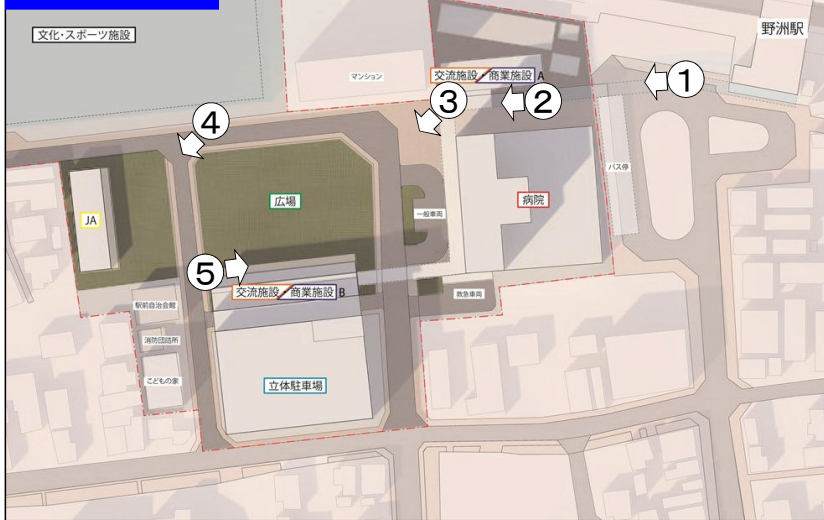 野洲駅
文化・スポーツ施設
マンション
交流施設・商業施設 A
①
②
③
④
バス停
病院
広場
一般車両
JA
⑤
交流施設・商業施設 B
救急車両
駅前自治会館
消防団詰所
こどもの家
立体駐車場